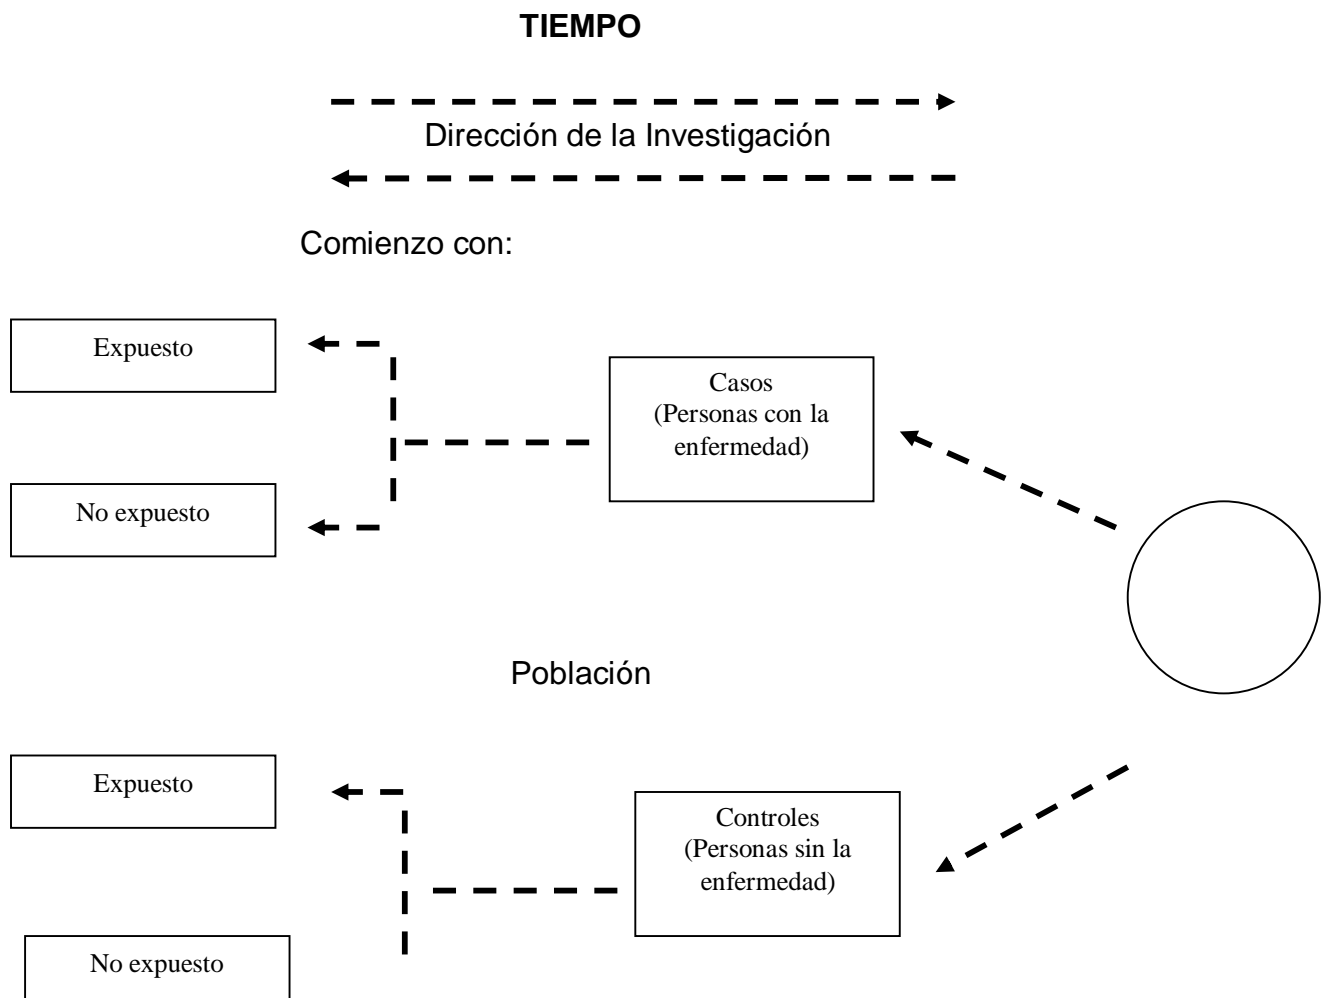 TIEMPO
Dirección de la Investigación
Comienzo con:
Expuesto
Casos
(Personas con la
enfermedad)
No expuesto
Población
Expuesto
Controles
(Personas sin la
enfermedad)
No expuesto